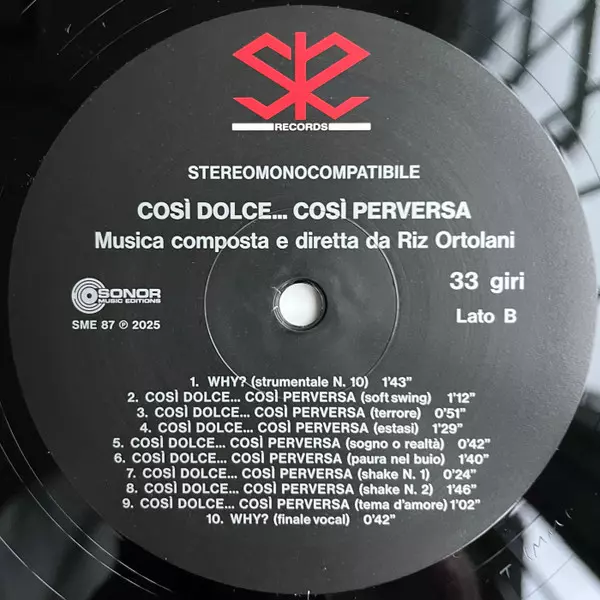 RECORDS
STEREOMONOCOMPATIBILE
COSÌ DOLCE... COSÌ PERVERSA
Musica composta e diretta da Riz Ortolani
SONOR
MUSIC EDITIONS
SME 87 ℗ 2025
33 giri
Lato B
1. WHY? (strumentale N. 10) 1'43”
2. COSÌ DOLCE... COSÌ PERVERSA (soft swing) 1'12”
3. COSÌ DOLCE... COSÌ PERVERSA (terrore) 0'51”
4. COSÌ DOLCE... COSÌ PERVERSA (estasi) 1'29”
5. COSÌ DOLCE... COSÌ PERVERSA (sogno o realtà) 0'42”
6. COSÌ DOLCE... COSÌ PERVERSA (paura nel buio) 1'40”
7. COSÌ DOLCE... COSÌ PERVERSA (shake N. 1) 0'24”
8. COSÌ DOLCE... COSÌ PERVERSA (shake N. 2) 1'46”
9. COSÌ DOLCE... COSÌ PERVERSA (tema d'amore) 1'02”
10. WHY? (finale vocal) 0'42”